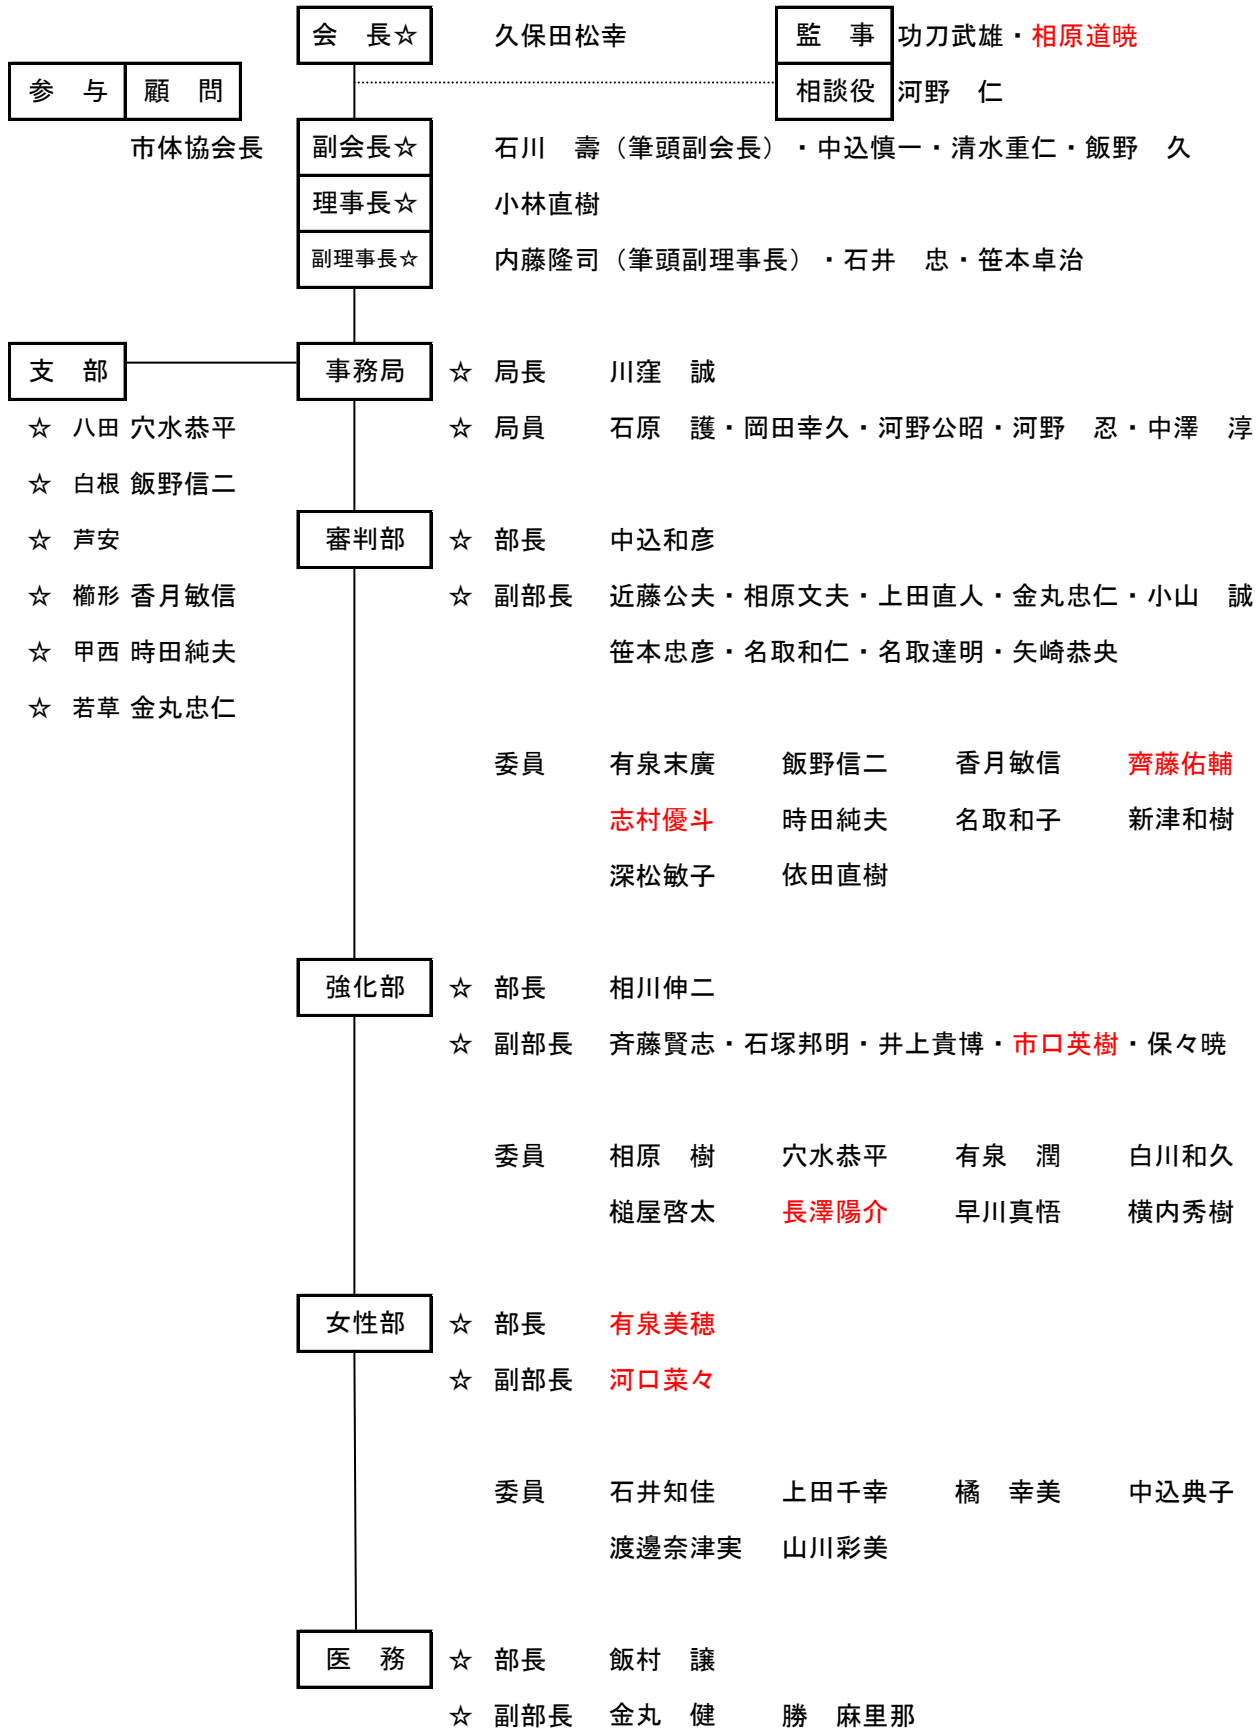 会　長☆　久保田松幸　監　事　功刀武雄・相原道暁
参　与　顧　問　相談役　河野　仁
市体協会長　副会長☆　石川　壽（筆頭副会長）・中込慎一・清水重仁・飯野　久
理事長☆　小林直樹
副理事長☆　内藤隆司（筆頭副理事長）・石井　忠・笹本卓治
支　部　事務局　☆　局長　川窪　誠
☆　八田　穴水恭平　☆　局員　石原　護・岡田幸久・河野公昭・河野　忍・中澤　淳
☆　白根　飯野信二
☆　芦安　審判部　☆　部長　中込和彦
☆　櫛形　香月敏信　☆　副部長　近藤公夫・相原文夫・上田直人・金丸忠仁・小山　誠
☆　甲西　時田純夫　笹本忠彦・名取和仁・名取達明・矢崎恭央
☆　若草　金丸忠仁
委員　有泉末廣　飯野信二　香月敏信　齊藤佑輔
志村優斗　時田純夫　名取和子　新津和樹
深松敏子　依田直樹
強化部　☆　部長　相川伸二
☆　副部長　斉藤賢志・石塚邦明・井上貴博・市口英樹・保々暁
委員　相原　樹　穴水恭平　有泉　潤　白川和久
槌屋啓太　長澤陽介　早川真悟　横内秀樹
女性部　☆　部長　有泉美穂
☆　副部長　河口菜々
委員　石井知佳　上田千幸　橘　幸美　中込典子
渡邊奈津実　山川彩美
医　務　☆　部長　飯村　譲
☆　副部長　金丸　健　勝　麻里那